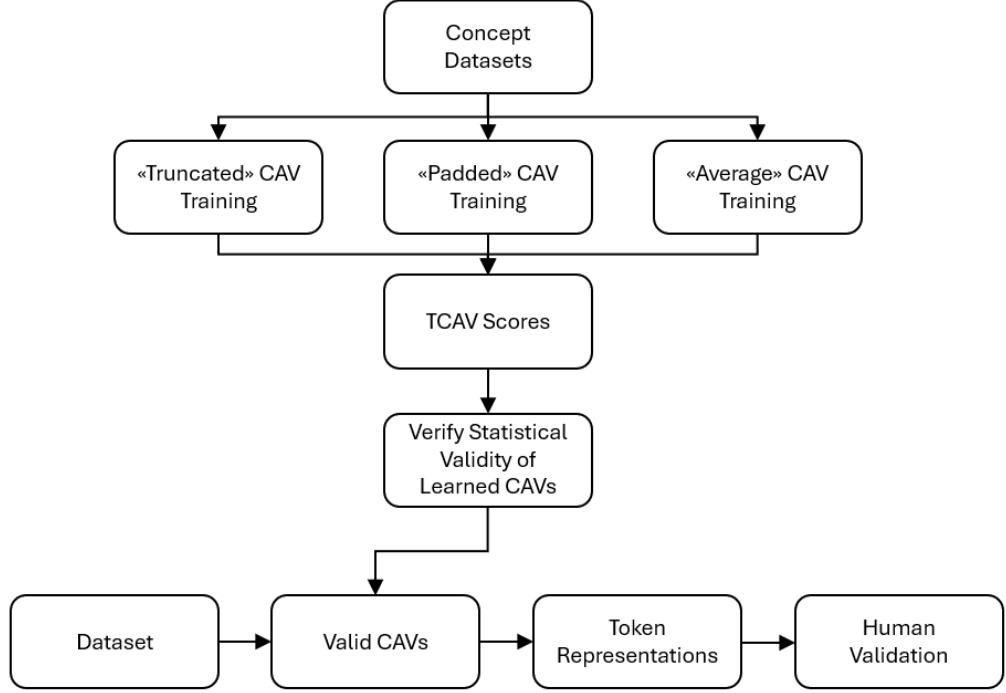 Concept
Datasets
«Truncated» CAV
Training
«Padded» CAV
Training
«Average» CAV
Training
TCAV Scores
Verify Statistical
Validity of
Learned CAVs
Dataset
Valid CAVs
Token
Representations
Human
Validation